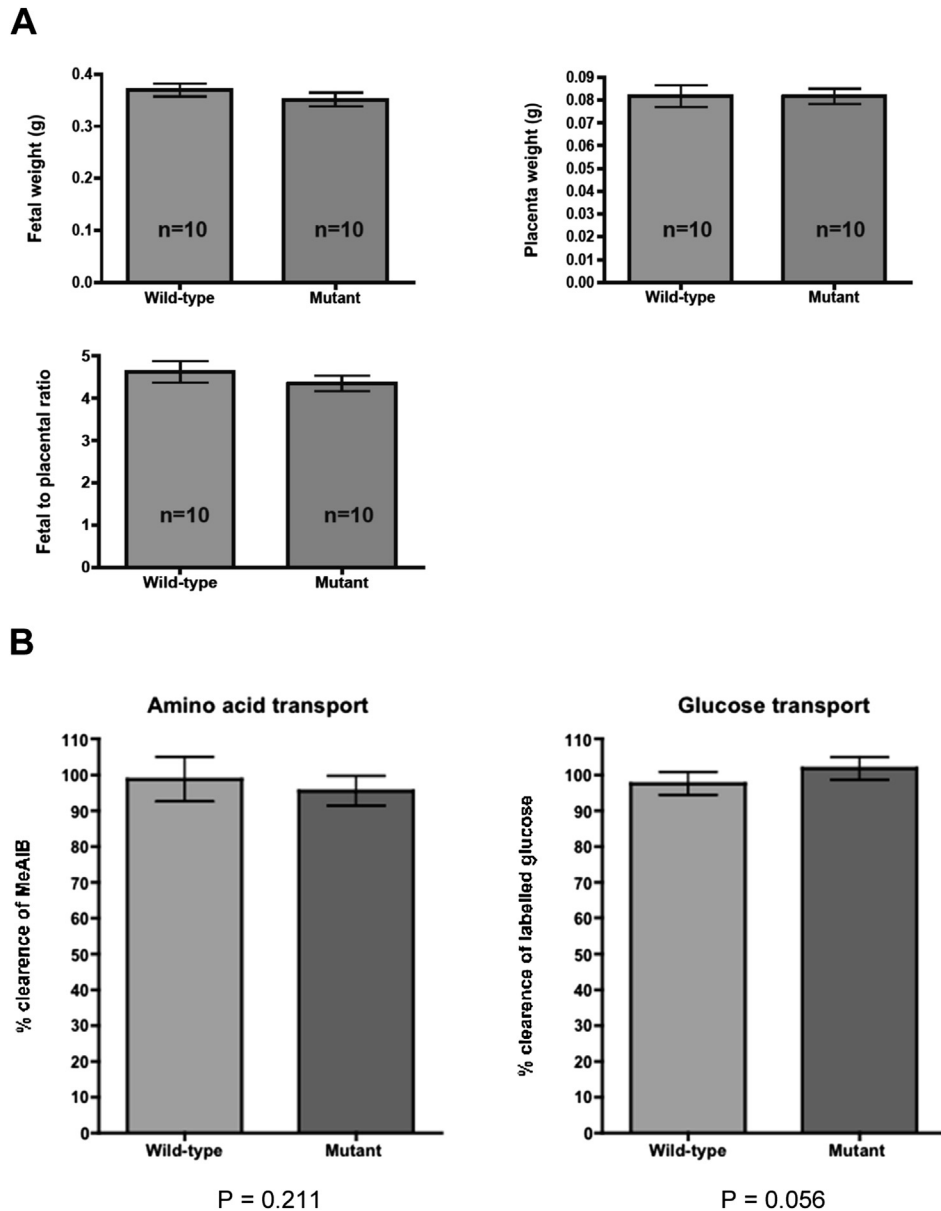 A
Fetal weight (g)
0.4
0.3
0.2
0.1
0.0
n=10
n=10
Wild-type
Mutant
Placenta weight (g)
0.09
0.08
0.07
0.06
0.05
0.04
0.03
0.02
0.01
0.00
n=10
n=10
Wild-type
Mutant
Fetal to placental ratio
5
4
3
2
1
0
n=10
n=10
Wild-type
Mutant
B
Amino acid transport
% clearence of MeAIB
110
100
90
80
70
60
50
40
30
20
10
0
Wild-type
Mutant
P = 0.211
Glucose transport
% clearence of labelled glucose
110
100
90
80
70
60
50
40
30
20
10
0
Wild-type
Mutant
P = 0.056